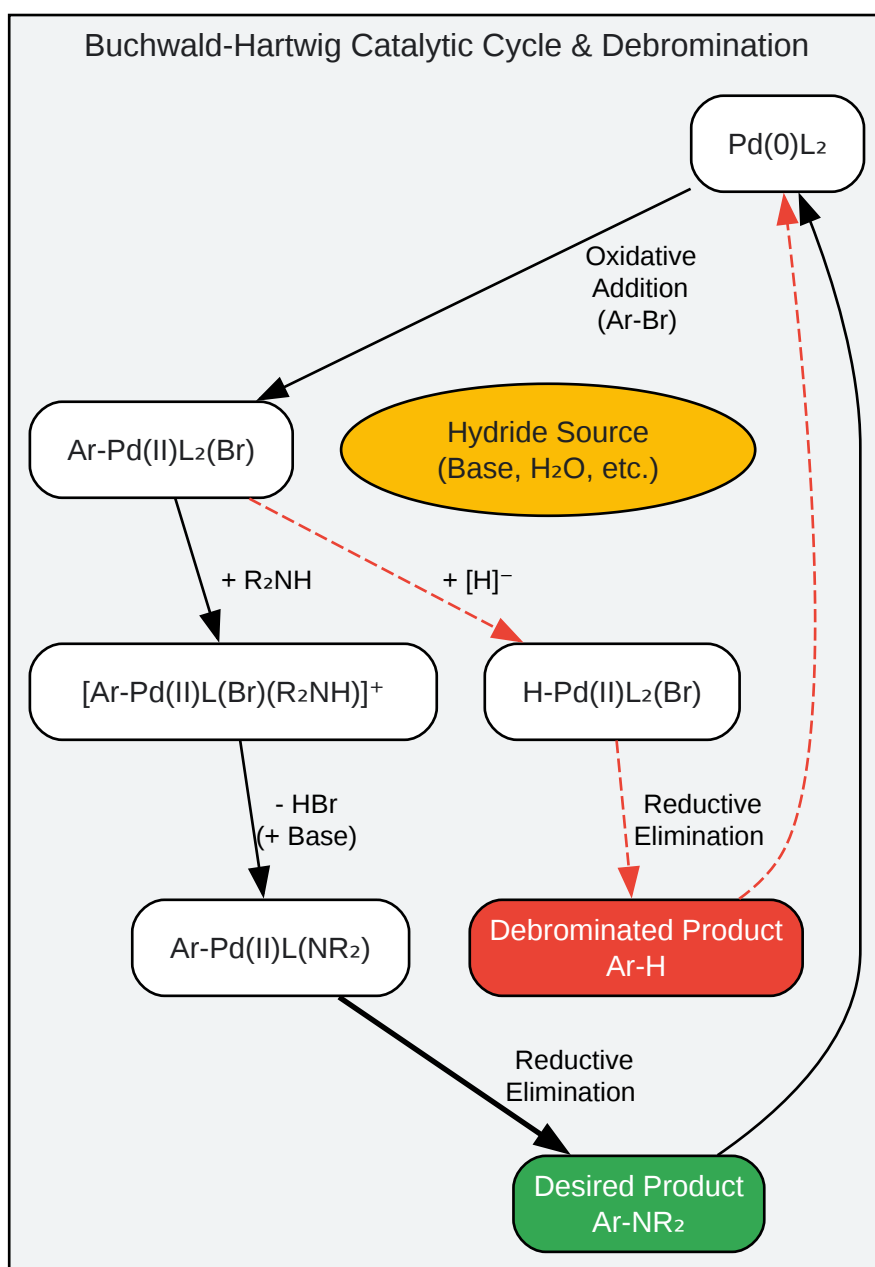 Buchwald-Hartwig Catalytic Cycle & Debromination
Pd(0)L₂
Oxidative
Addition
(Ar-Br)
Ar-Pd(II)L₂(Br)
Hydride Source
(Base, H₂O, etc.)
+ R₂NH
+ [H]⁻
[Ar-Pd(II)L(Br)(R₂NH)]⁺
H-Pd(II)L₂(Br)
- HBr
(+ Base)
Reductive
Elimination
Ar-Pd(II)L(NR₂)
Debrominated Product
Ar-H
Reductive
Elimination
Desired Product
Ar-NR₂